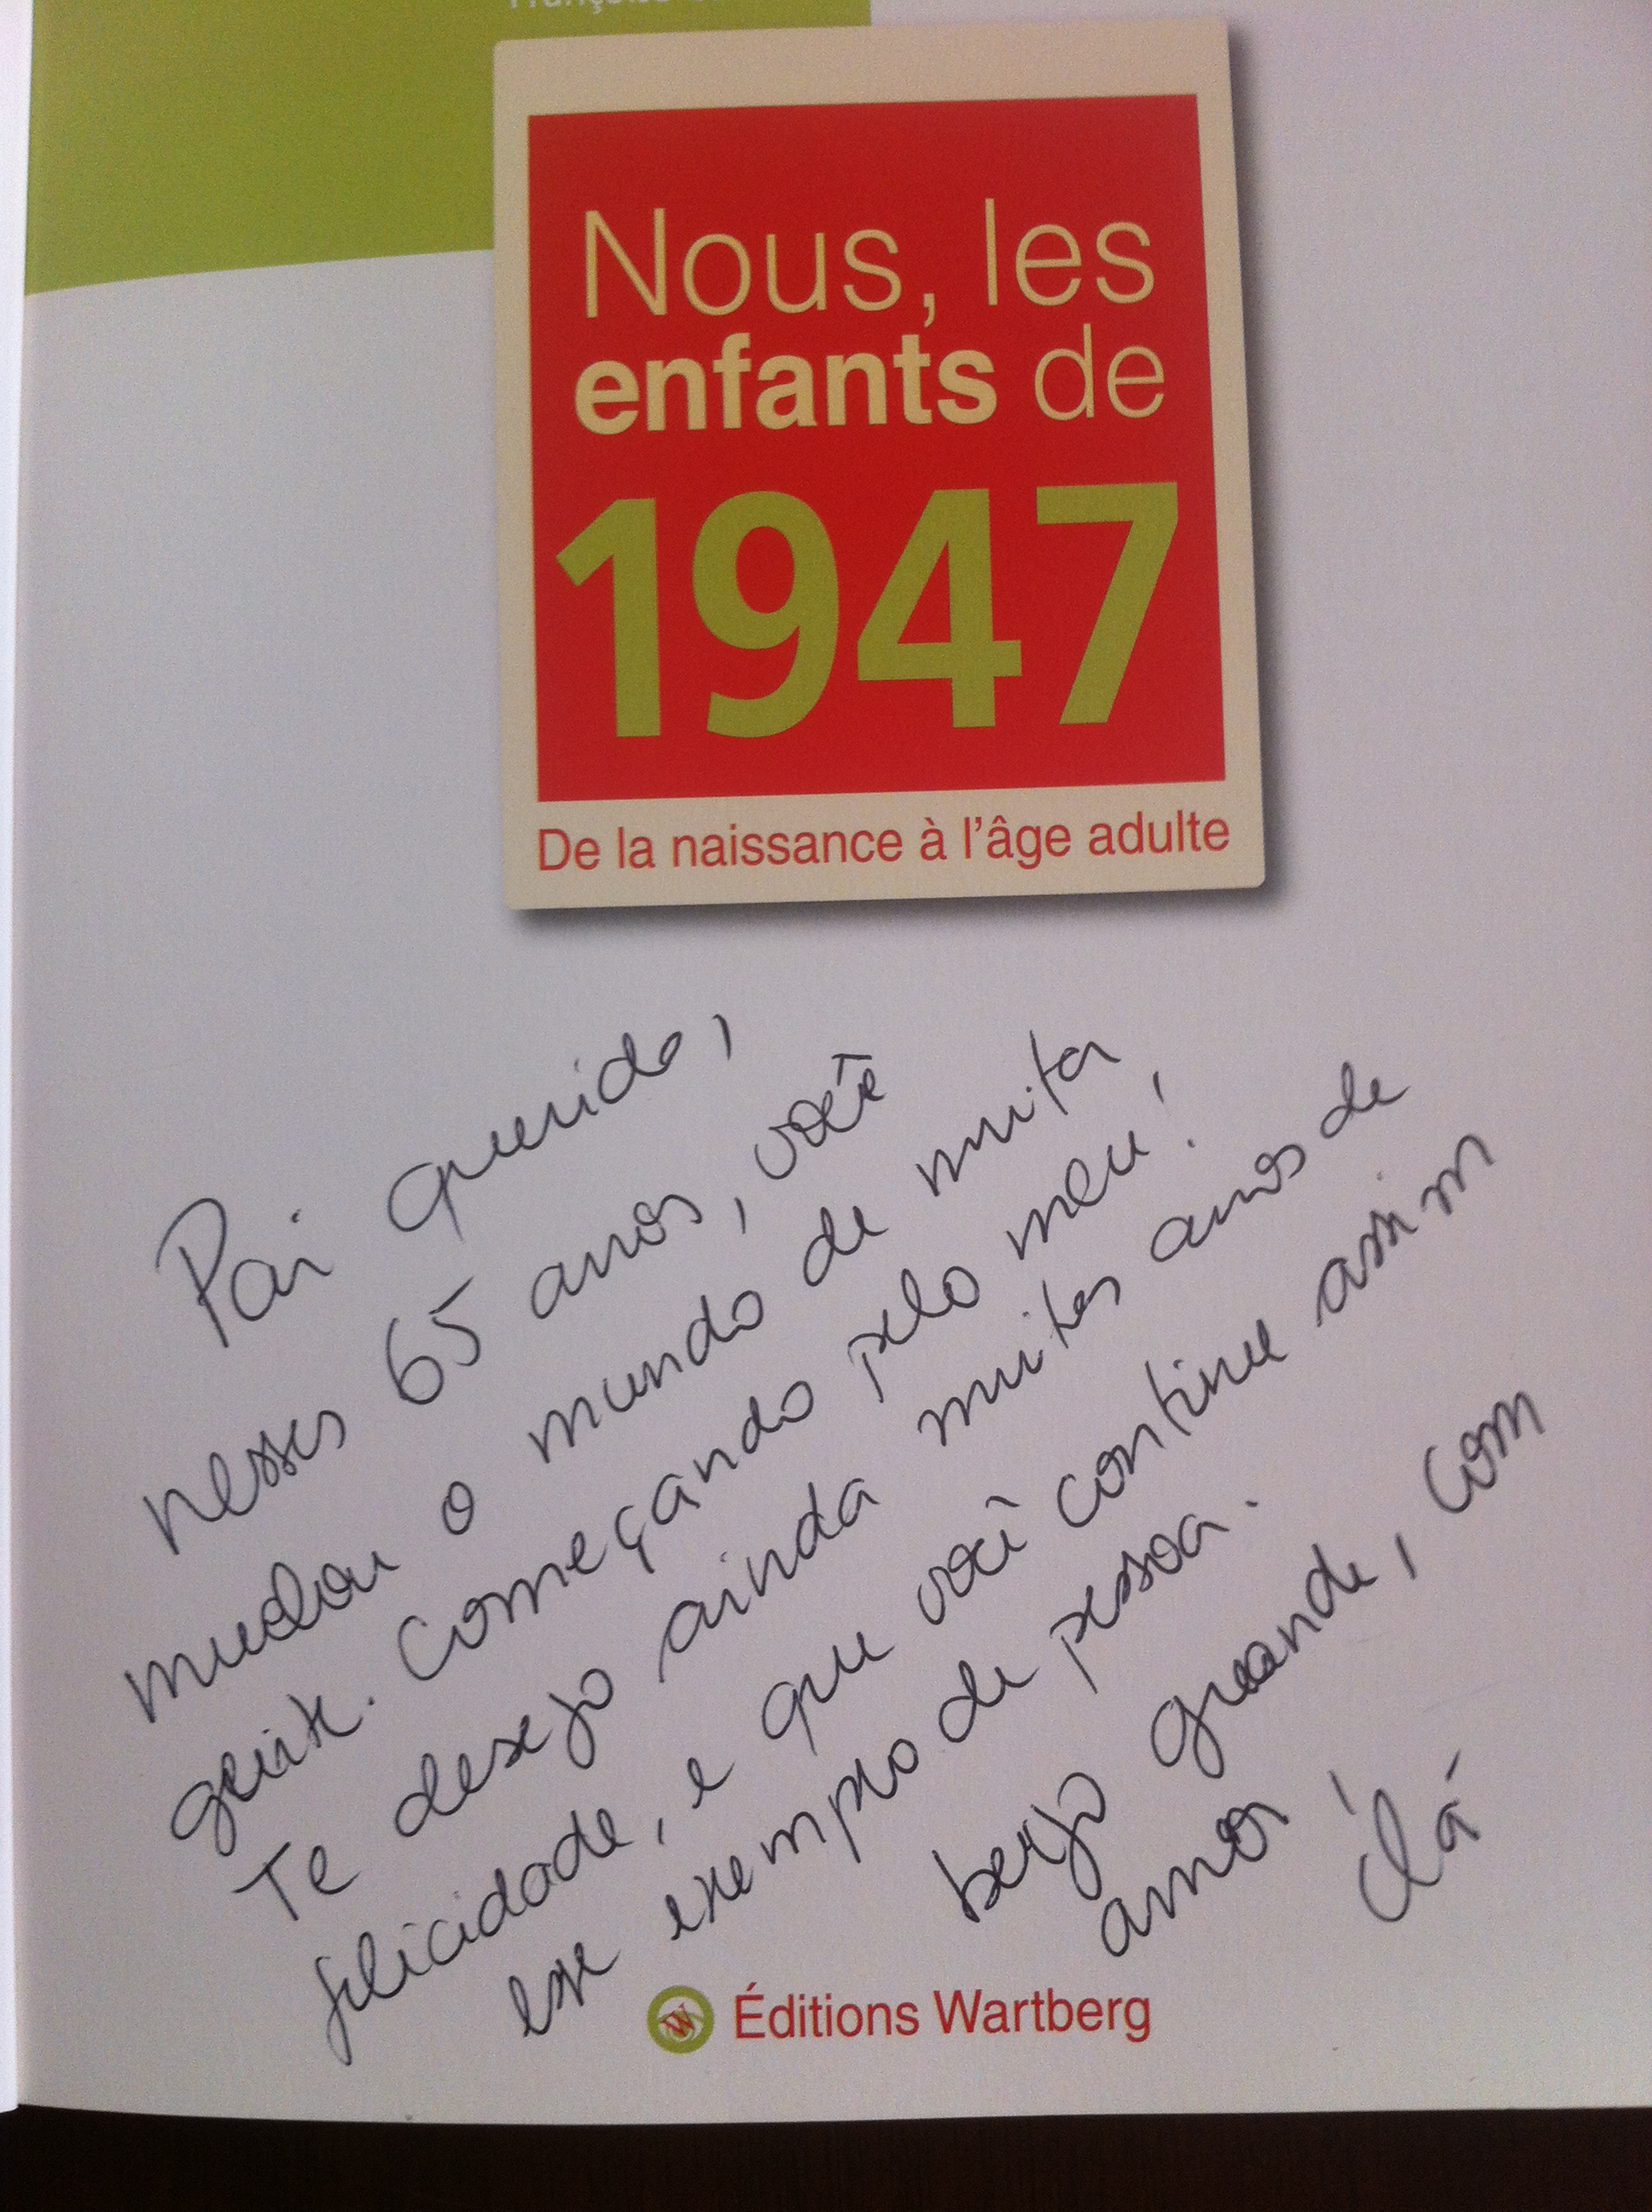 Nous, les
enfants de
1947
De la naissance à l'âge adulte
Pai querido,
nesses 65 anos, você
mudou o mundo de muita
gente. Começando pelo meu!
Te desejo ainda muitos anos de
felicidade, e que você continue assim
esse exemplo de pessoa.
beijo grande, com
amor,
Clá
Éditions Wartberg